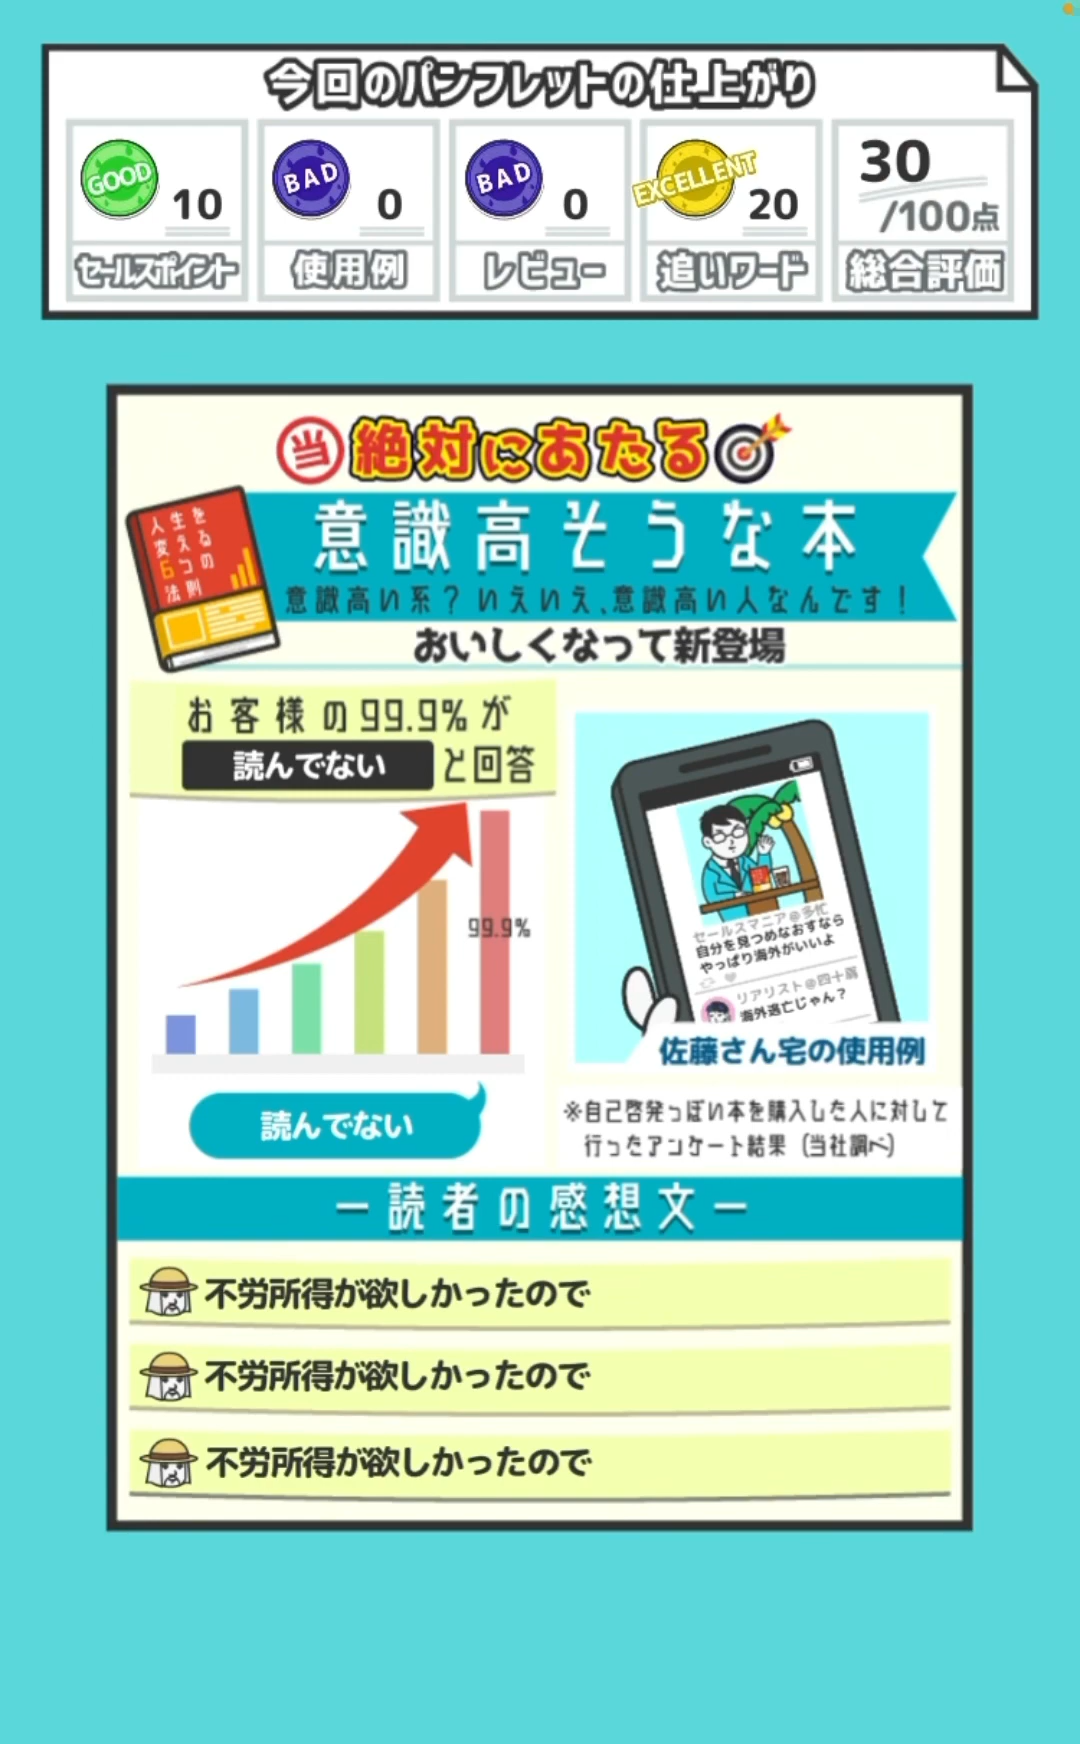 今回のパンフレットの仕上がり
GOOD 10
BAD 0
BAD 0
EXCELLENT 20
30
/100点
セールスポイント
使用例
レビュー
追いワード
総合評価
当 絶対にあたる
人生を
変える
6つの
法則
意識高そうな本
意識高い系?いえいえ、意識高い人なんです!
おいしくなって新登場
お客様の99.9%が
読んでない と回答
99.9%
読んでない
セールスマニア@多忙
自分を見つめなおすなら
やっぱり海外がいいよ
リアリスト@四十肩
海外逃亡じゃん?
佐藤さん宅の使用例
※自己啓発っぽい本を購入した人に対して
行ったアンケート結果(当社調べ)
ー読者の感想文ー
不労所得が欲しかったので
不労所得が欲しかったので
不労所得が欲しかったので